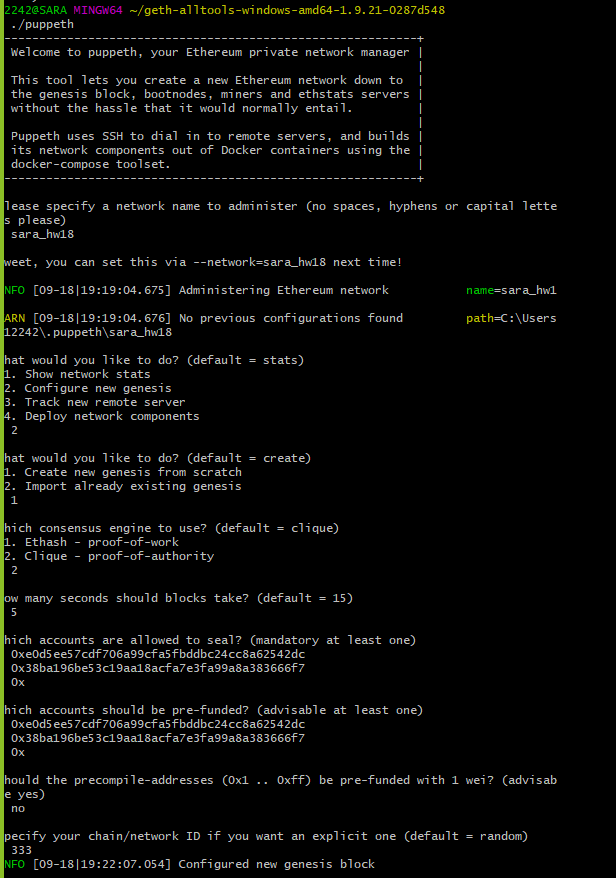 2242@SARA MINGW64 ~/geth-alltools-windows-amd64-1.9.21-0287d548
./puppeth
-----------------------------------------------------------+
Welcome to puppeth, your Ethereum private network manager |
|
This tool lets you create a new Ethereum network down to |
the genesis block, bootnodes, miners and ethstats servers |
without the hassle that it would normally entail. |
|
Puppeth uses SSH to dial in to remote servers, and builds |
its network components out of Docker containers using the |
docker-compose toolset. |
-----------------------------------------------------------+
lease specify a network name to administer (no spaces, hyphens or capital lette
s please)
sara_hw18
weet, you can set this via --network=sara_hw18 next time!
NFO [09-18|19:19:04.675] Administering Ethereum network name=sara_hw1
ARN [09-18|19:19:04.676] No previous configurations found path=C:\Users
12242\.puppeth\sara_hw18
hat would you like to do? (default = stats)
1. Show network stats
2. Configure new genesis
3. Track new remote server
4. Deploy network components
2
hat would you like to do? (default = create)
1. Create new genesis from scratch
2. Import already existing genesis
1
hich consensus engine to use? (default = clique)
1. Ethash - proof-of-work
2. Clique - proof-of-authority
2
ow many seconds should blocks take? (default = 15)
5
hich accounts are allowed to seal? (mandatory at least one)
0xe0d5ee57cdf706a99cfa5fbddbc24cc8a62542dc
0x38ba196be53c19aa18acfa7e3fa99a8a383666f7
0x
hich accounts should be pre-funded? (advisable at least one)
0xe0d5ee57cdf706a99cfa5fbddbc24cc8a62542dc
0x38ba196be53c19aa18acfa7e3fa99a8a383666f7
0x
hould the precompile-addresses (0x1 .. 0xff) be pre-funded with 1 wei? (advisab
e yes)
no
pecify your chain/network ID if you want an explicit one (default = random)
333
NFO [09-18|19:22:07.054] Configured new genesis block